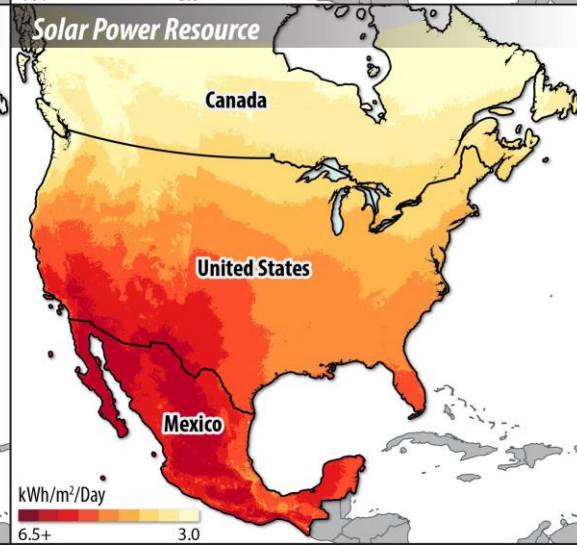 Solar Power Resource
Canada
United States
Mexico
kWh/m²/Day
6.5+ 3.0